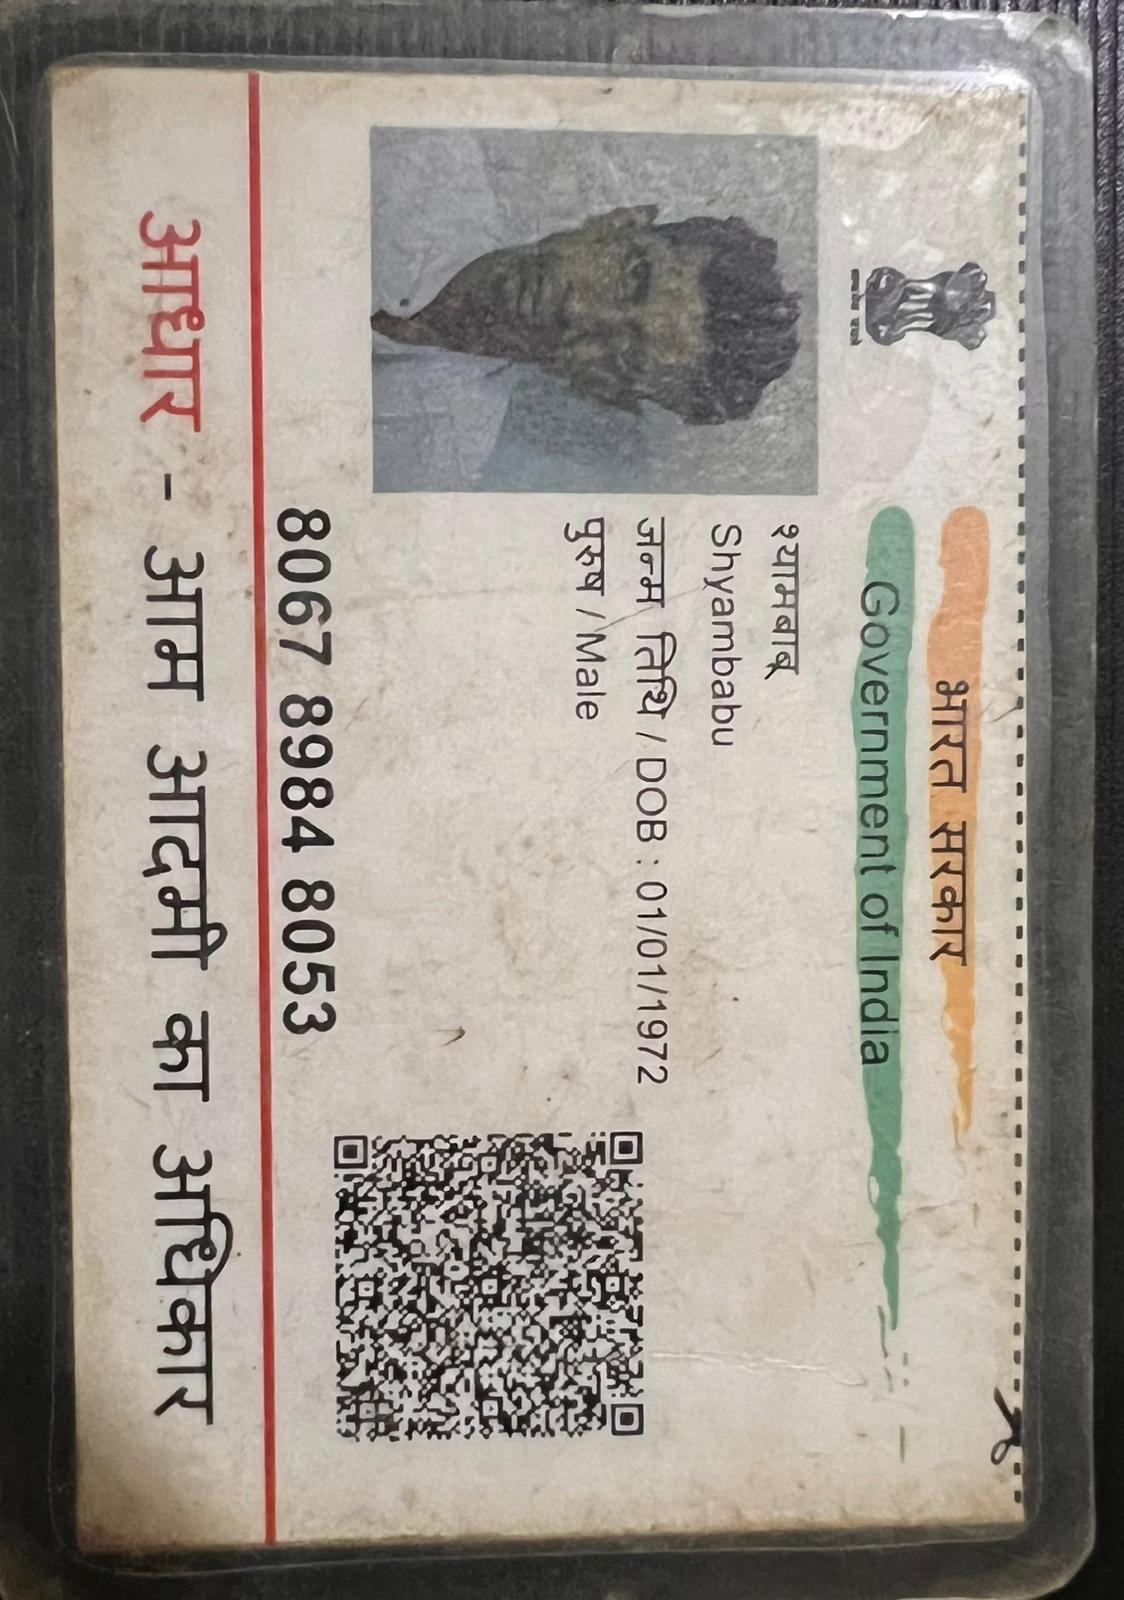 भारत सरकार
Government of India
श्यामबाबू
Shyambabu
जन्म तिथि / DOB : 01/01/1972
पुरुष / Male
8067 8984 8053
आधार - आम आदमी का अधिकार